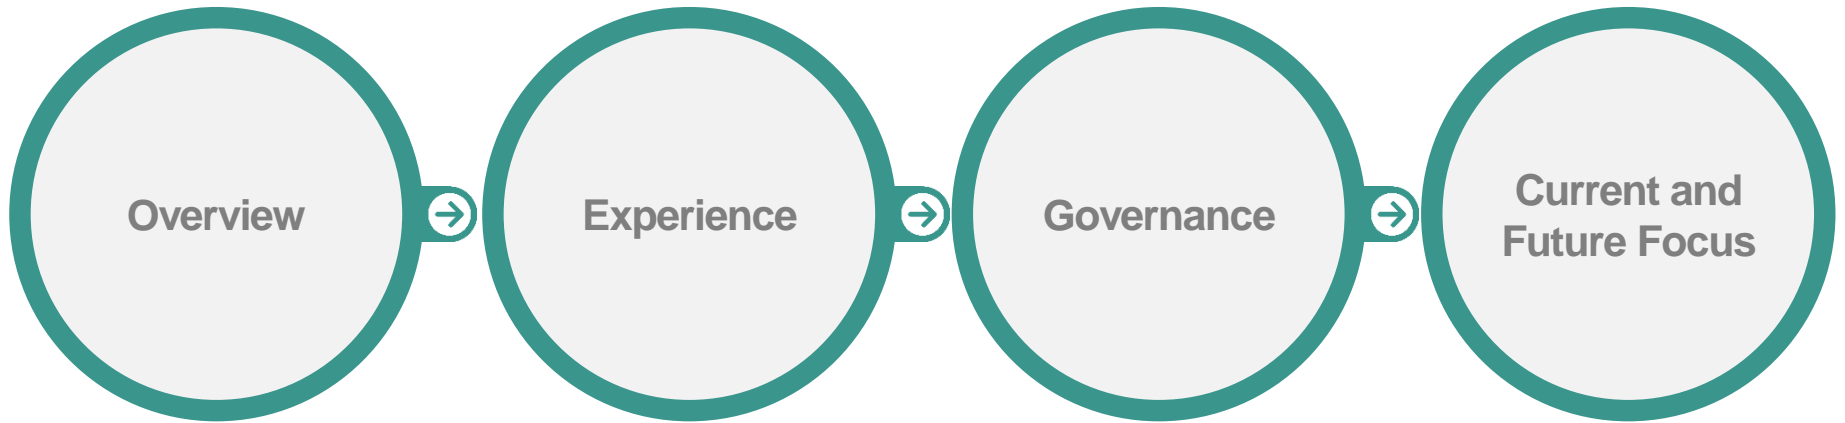 Overview
Experience
Governance
Current and
Future Focus